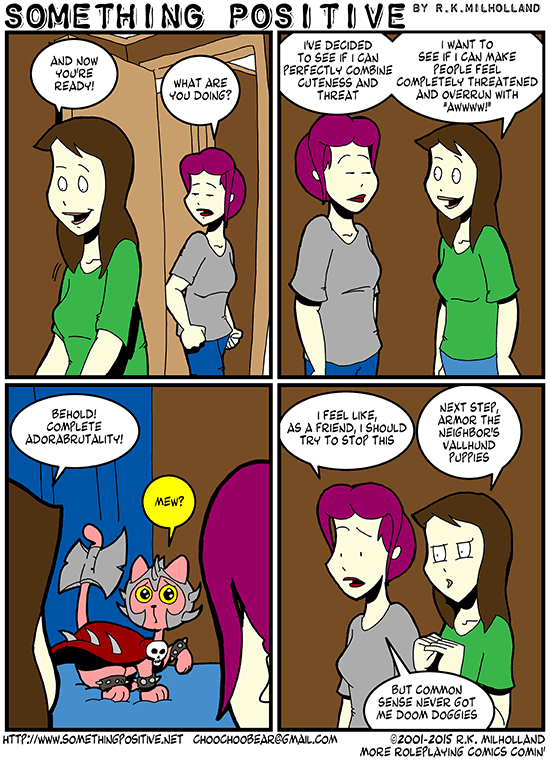 SOMETHING POSITIVE BY R.K.MILHOLLAND
AND NOW
YOU'RE
READY!
WHAT ARE
YOU DOING?
I'VE DECIDED
TO SEE IF I CAN
PERFECTLY COMBINE
CUTENESS AND
THREAT
I WANT TO
SEE IF I CAN MAKE
PEOPLE FEEL
COMPLETELY THREATENED
AND OVERRUN WITH
"AWWWW!"
BEHOLD!
COMPLETE
ADORABRUTALITY!
MEW?
I FEEL LIKE,
AS A FRIEND, I SHOULD
TRY TO STOP THIS
NEXT STEP,
ARMOR THE
NEIGHBOR'S
VALLHUND
PUPPIES
BUT COMMON
SENSE NEVER GOT
ME DOOM DOGGIES
HTTP://WWW.SOMETHINGPOSITIVE.NET CHOOCHOOBEAR@GMAIL.COM
©2001-2015 R.K. MILHOLLAND
MORE ROLEPLAYING COMICS COMIN'